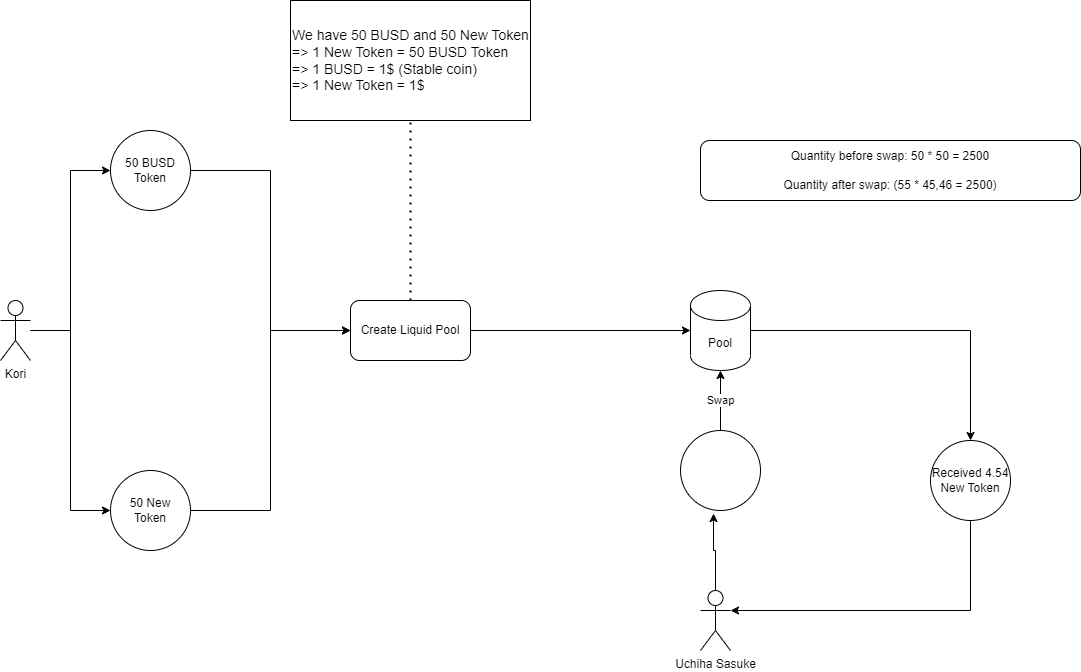 We have 50 BUSD and 50 New Token
=> 1 New Token = 50 BUSD Token
=> 1 BUSD = 1$ (Stable coin)
=> 1 New Token = 1$
50 BUSD
Token
Quantity before swap: 50 * 50 = 2500
Quantity after swap: (55 * 45,46 = 2500)
Create Liquid Pool
Pool
Kori
Swap
Received 4.54
New Token
50 New
Token
Uchiha Sasuke